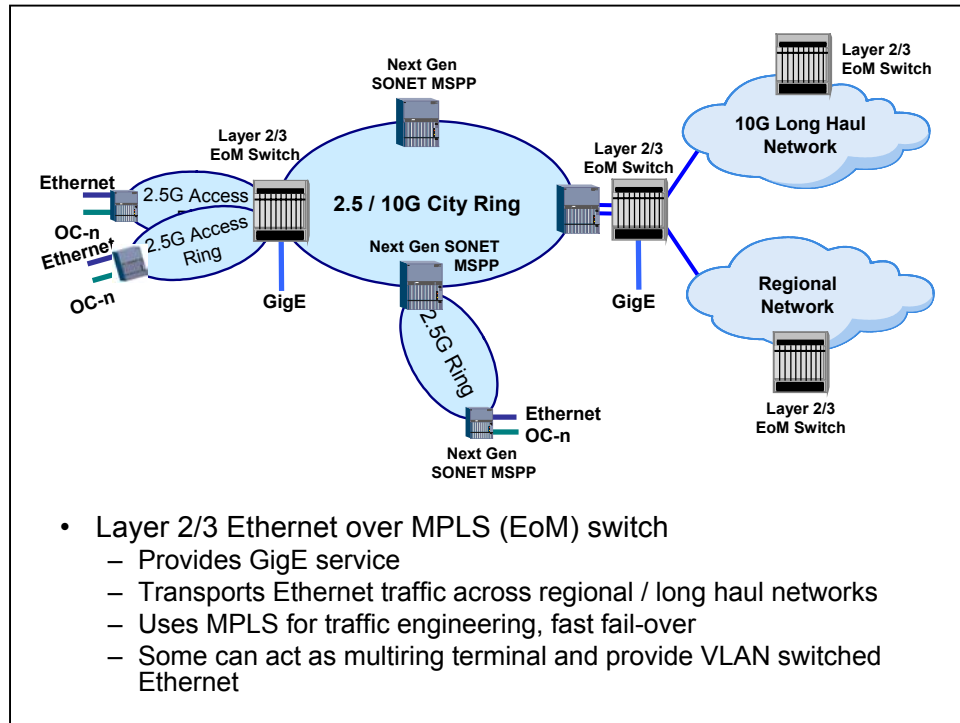 Next Gen
SONET MSPP
Layer 2/3
EoM Switch
Layer 2/3
EoM Switch
10G Long Haul
Network
Layer 2/3
EoM Switch
Ethernet
2.5G Access
OC-n
2.5G Access
Ring
Ethernet
OC-n
2.5 / 10G City Ring
Next Gen SONET
MSPP
GigE
GigE
Regional
Network
2.5G Ring
Layer 2/3
EoM Switch
Ethernet
OC-n
Next Gen
SONET MSPP
• Layer 2/3 Ethernet over MPLS (EoM) switch
– Provides GigE service
– Transports Ethernet traffic across regional / long haul networks
– Uses MPLS for traffic engineering, fast fail-over
– Some can act as multiring terminal and provide VLAN switched
Ethernet